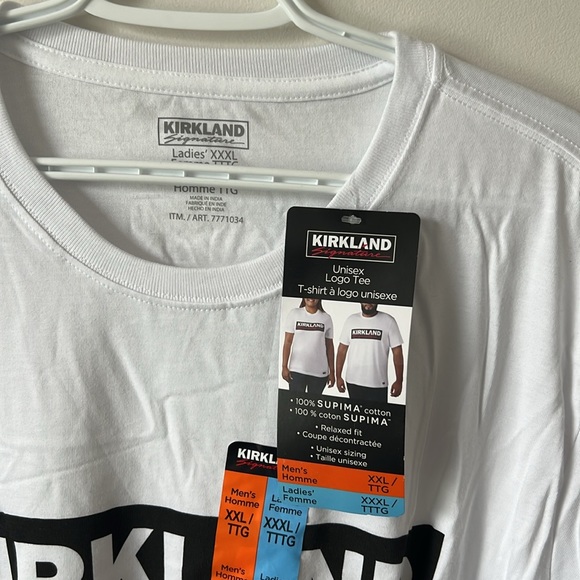 KIRKLAND
Signature
Ladies' XXXL
Homme TTG
MADE IN INDIA
FABRIQUÉ EN INDE
HECHO EN INDIA
ITM. / ART. 7771034
KIRKLAND
Signature
Unisex
Logo Tee
T-shirt à logo unisexe
KIRKLAND
KIRKLAND
• 100% SUPIMA® cotton
• 100 % coton SUPIMA™
• Relaxed fit
• Coupe décontractée
• Unisex sizing
• Taille unisexe
Men's
Homme
XXL /
TTG
Ladies'
Femme
XXXL /
TTTG
KIRKL
Signature
Men's
Homme
XXL /
TTG
Femme
XXXL /
TTTG
Men's
Homme
KIRKLAND